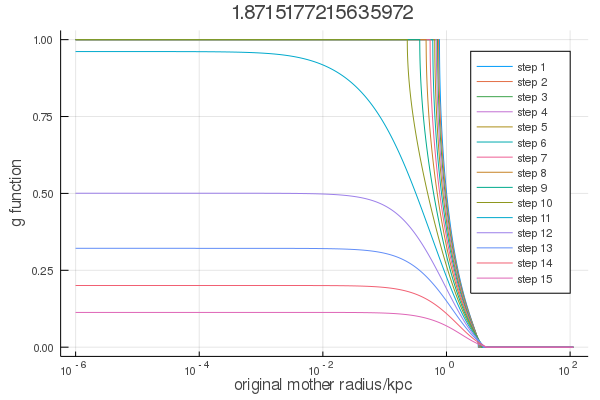 1.8715177215635972
1.00
0.75
0.50
0.25
0.00
g function
step 1
step 2
step 3
step 4
step 5
step 6
step 7
step 8
step 9
step 10
step 11
step 12
step 13
step 14
step 15
10⁻⁶ 10⁻⁴ 10⁻² 10⁰ 10²
original mother radius/kpc